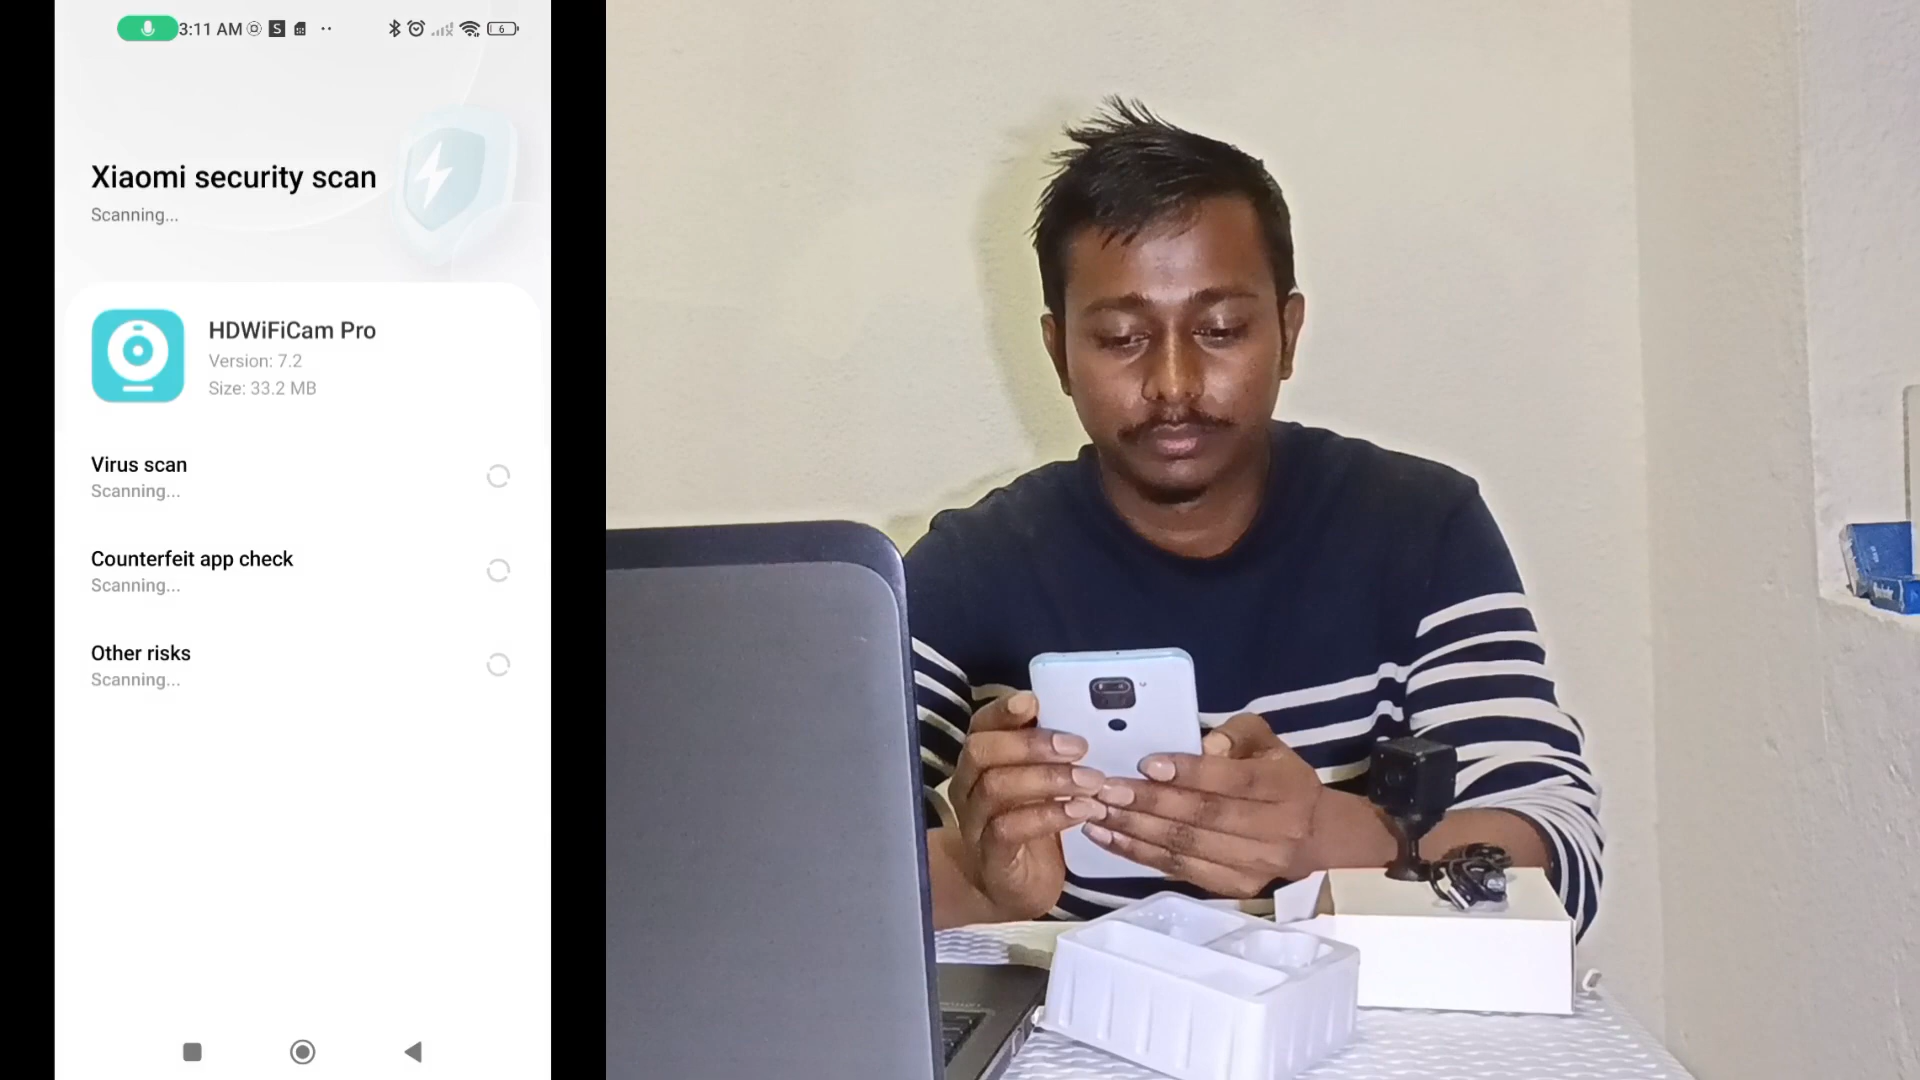 3:11 AM S 6
Xiaomi security scan
Scanning...
HDWiFiCam Pro
Version: 7.2
Size: 33.2 MB
Virus scan
Scanning...
Counterfeit app check
Scanning...
Other risks
Scanning...